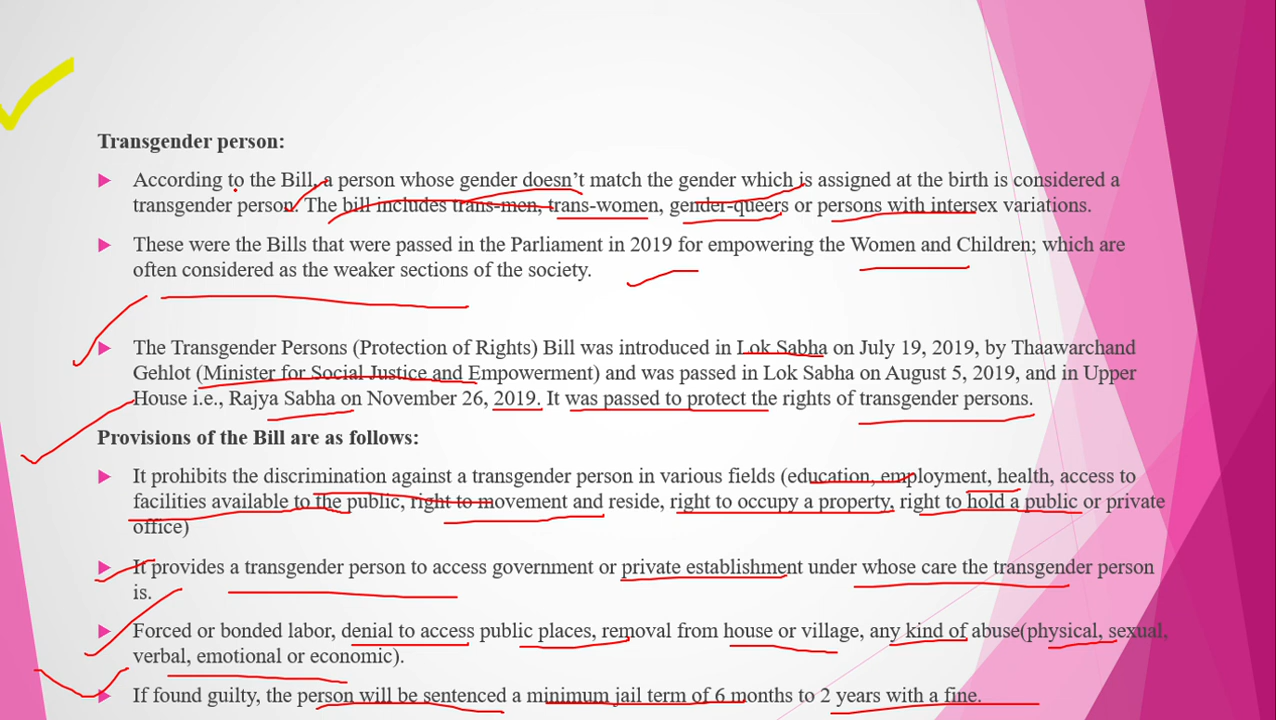 Transgender person:
According to the Bill, a person whose gender doesn't match the gender which is assigned at the birth is considered a
transgender person. The bill includes trans-men, trans-women, gender-queers or persons with intersex variations.
These were the Bills that were passed in the Parliament in 2019 for empowering the Women and Children; which are
often considered as the weaker sections of the society.
The Transgender Persons (Protection of Rights) Bill was introduced in Lok Sabha on July 19, 2019, by Thaawarchand
Gehlot (Minister for Social Justice and Empowerment) and was passed in Lok Sabha on August 5, 2019, and in Upper
House i.e., Rajya Sabha on November 26, 2019. It was passed to protect the rights of transgender persons.
Provisions of the Bill are as follows:
It prohibits the discrimination against a transgender person in various fields (education, employment, health, access to
facilities available to the public, right to movement and reside, right to occupy a property, right to hold a public or private
office)
It provides a transgender person to access government or private establishment under whose care the transgender person
is.
Forced or bonded labor, denial to access public places, removal from house or village, any kind of abuse(physical, sexual,
verbal, emotional or economic).
If found guilty, the person will be sentenced a minimum jail term of 6 months to 2 years with a fine.